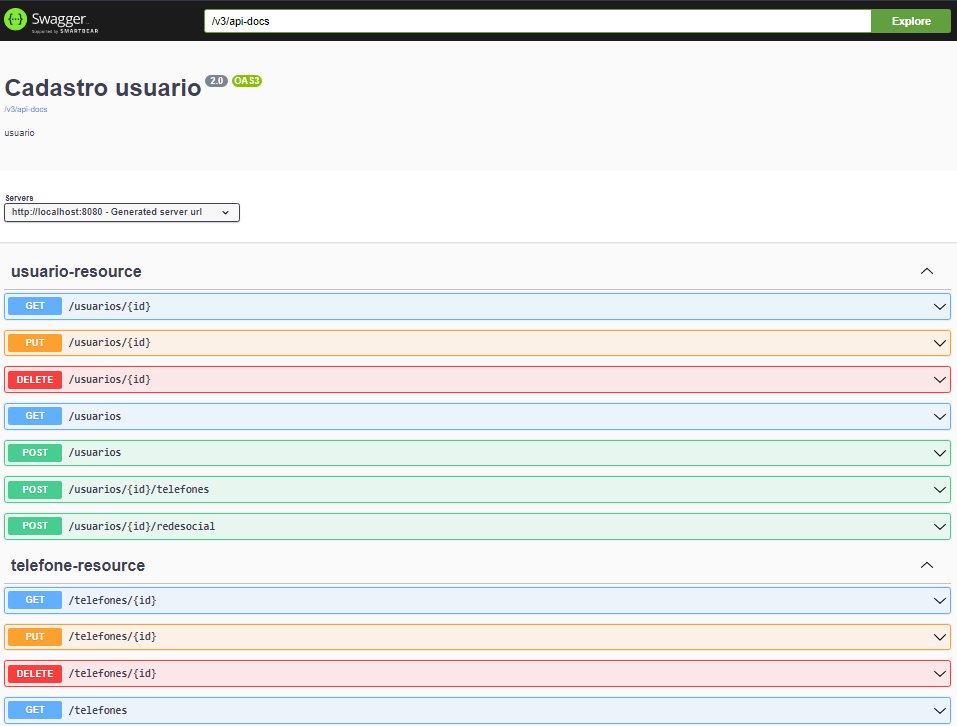 Swagger
Supported by SMARTBEAR
/v3/api-docs
Explore
Cadastro usuario 2.0 OAS3
/v3/api-docs
usuario
Servers
http://localhost:8080 - Generated server url
usuario-resource
GET /usuarios/{id}
PUT /usuarios/{id}
DELETE /usuarios/{id}
GET /usuarios
POST /usuarios
POST /usuarios/{id}/telefones
POST /usuarios/{id}/redesocial
telefone-resource
GET /telefones/{id}
PUT /telefones/{id}
DELETE /telefones/{id}
GET /telefones